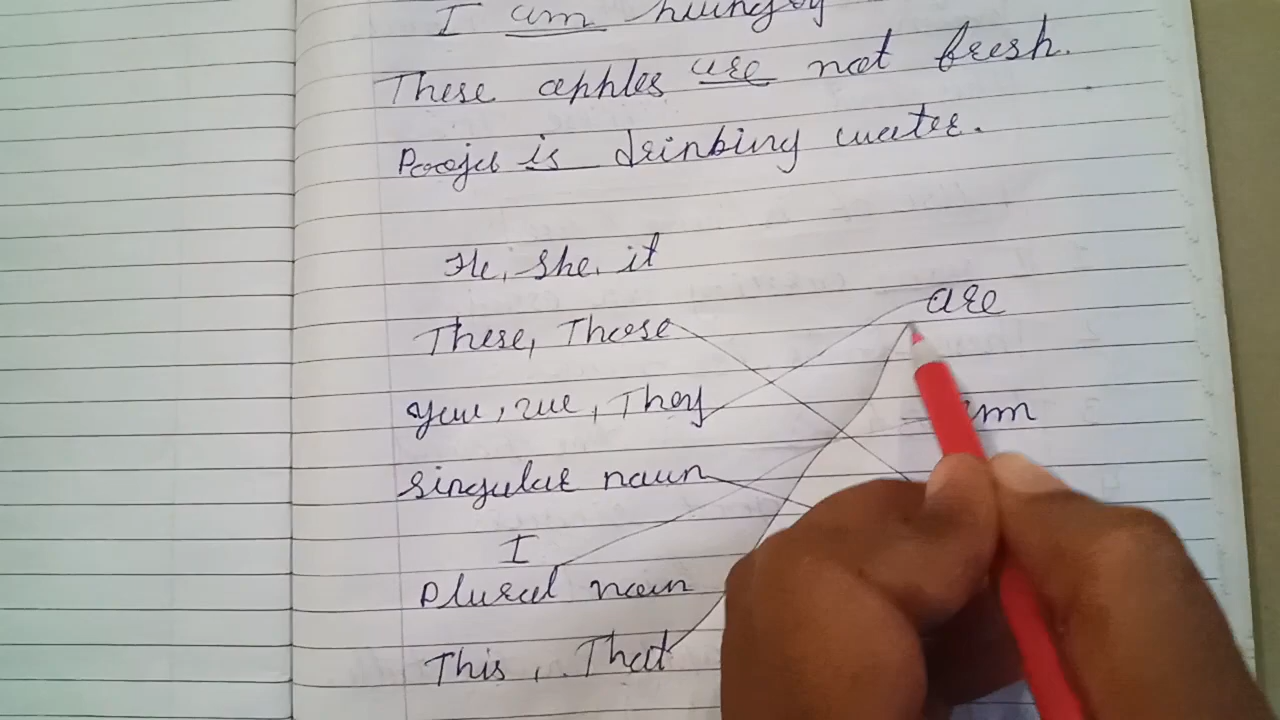 I am hungry
These apples are not fresh.
Pooja is drinking water.
He, she, it
are
These, Those
You, we, They
am
singular noun
I
plural noun
This, That